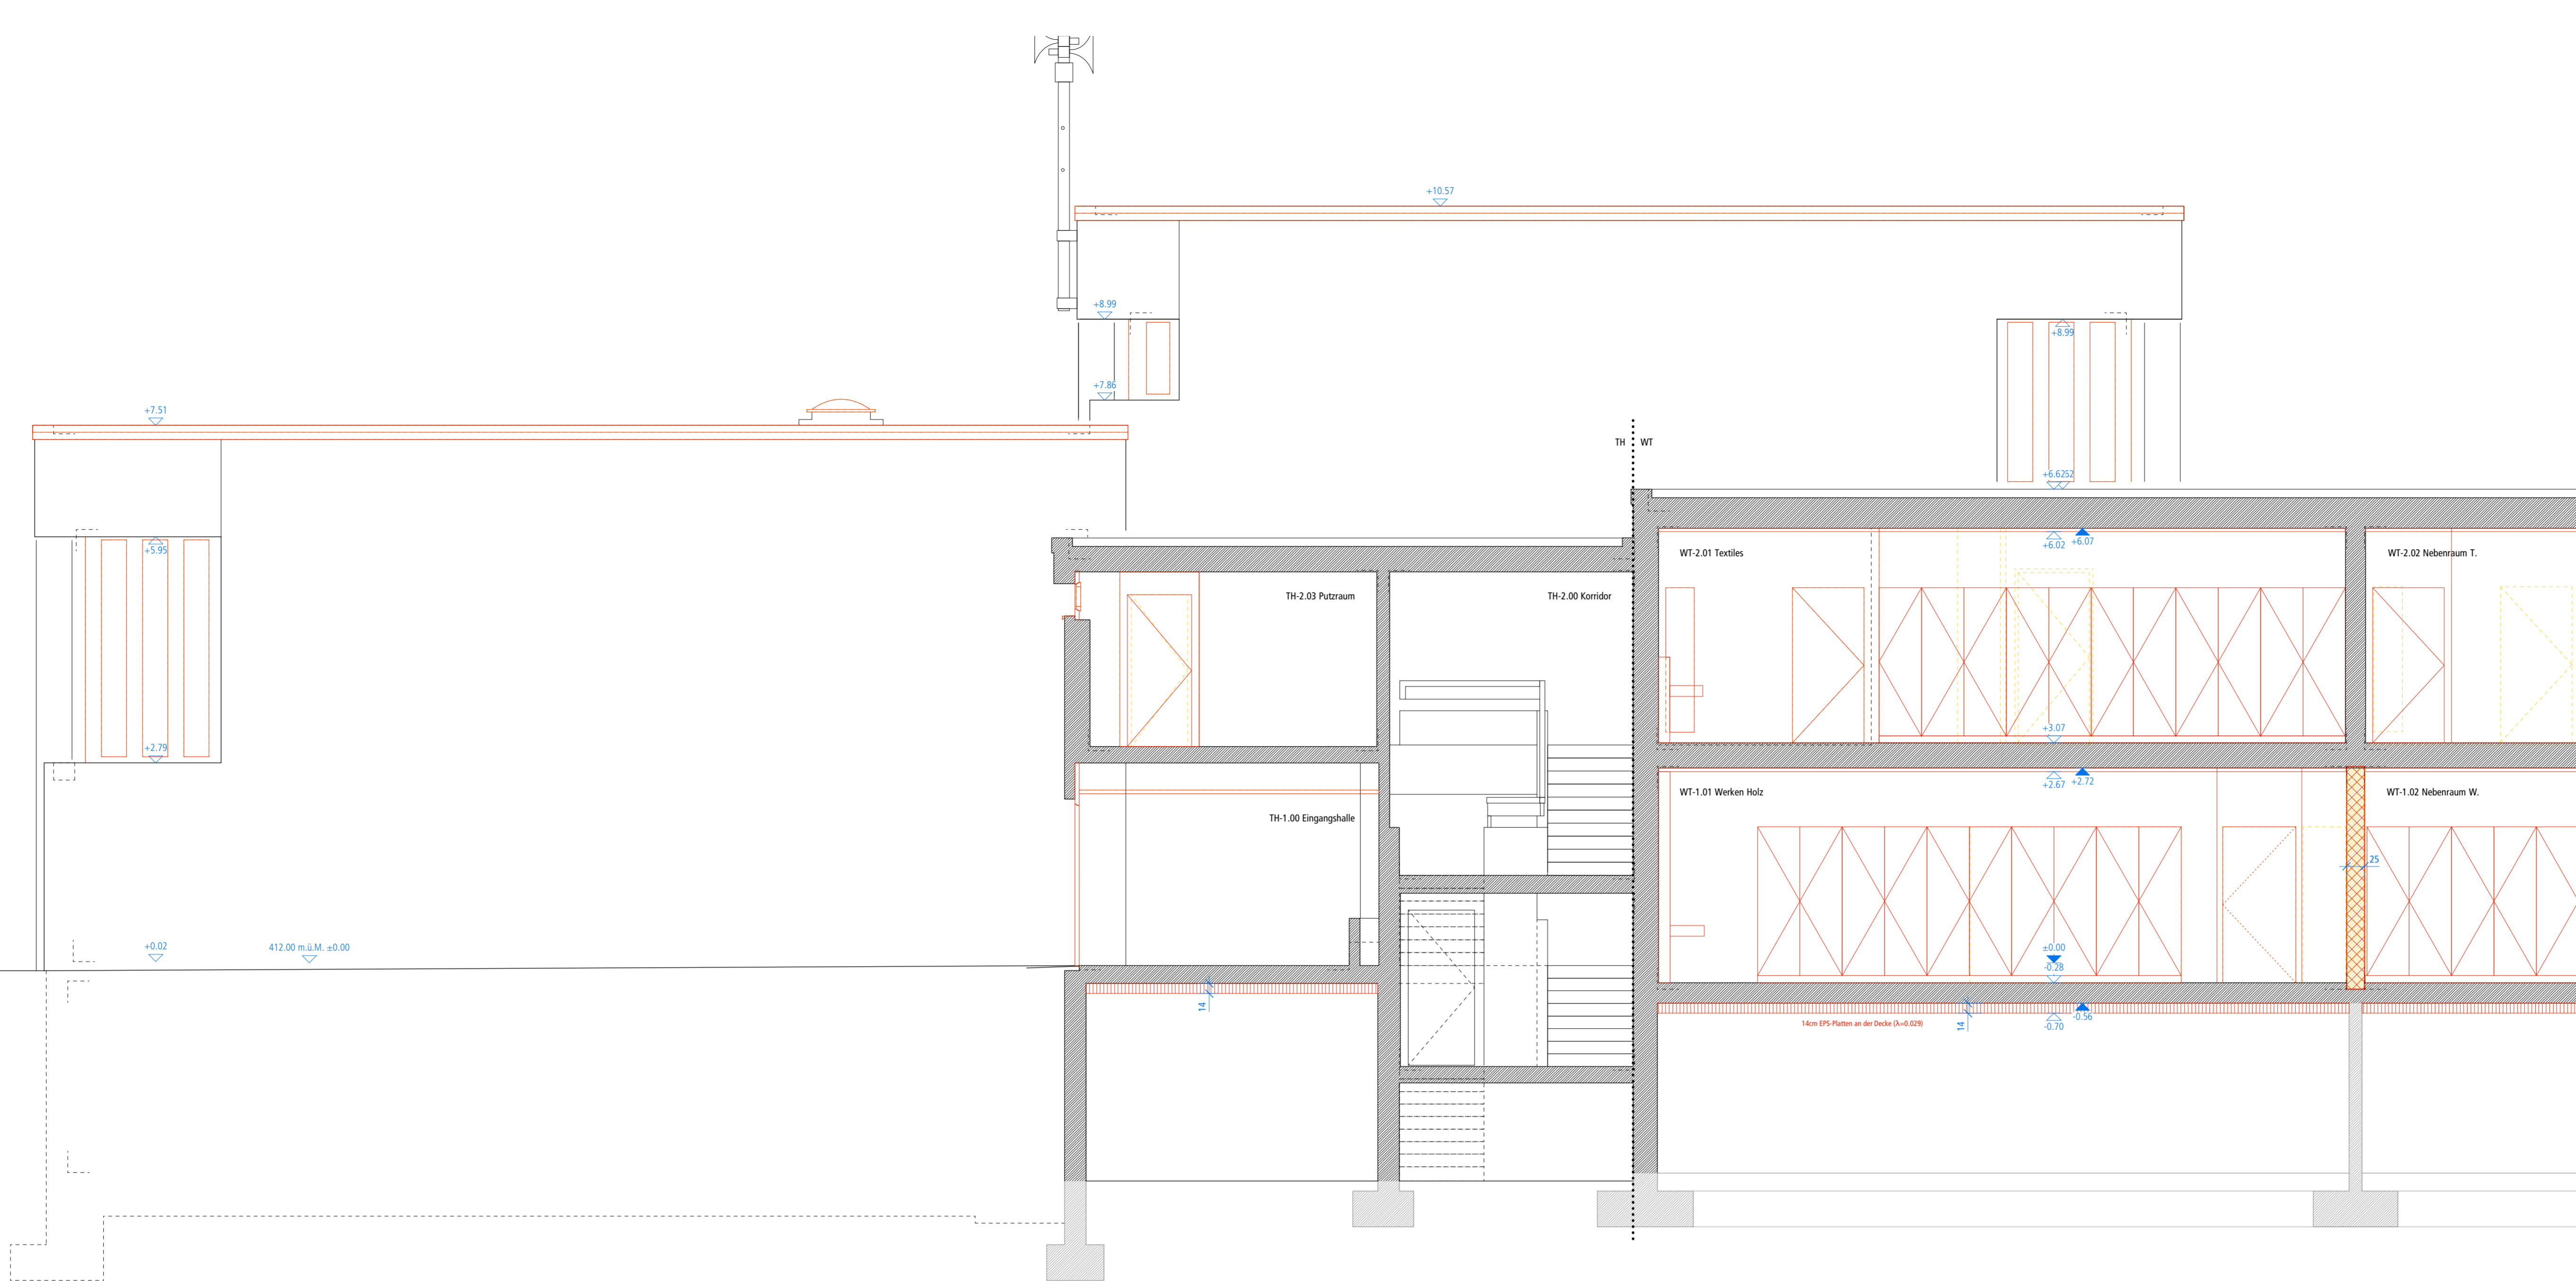 +10.57
+8.99
+8.99
+7.86
+7.51
TH
WT
+6.62
+5.95
WT-2.01 Textiles
+6.02
+6.07
WT-2.02 Nebenraum T.
TH-2.03 Putzraum
TH-2.00 Korridor
+3.07
+2.79
+2.67
+2.72
WT-1.01 Werken Holz
WT-1.02 Nebenraum W.
TH-1.00 Eingangshalle
25
+0.02
412.00 m.ü.M. ±0.00
±0.00
-0.28
14
14cm EPS-Platten an der Decke (λ=0.029)
14
-0.56
-0.70